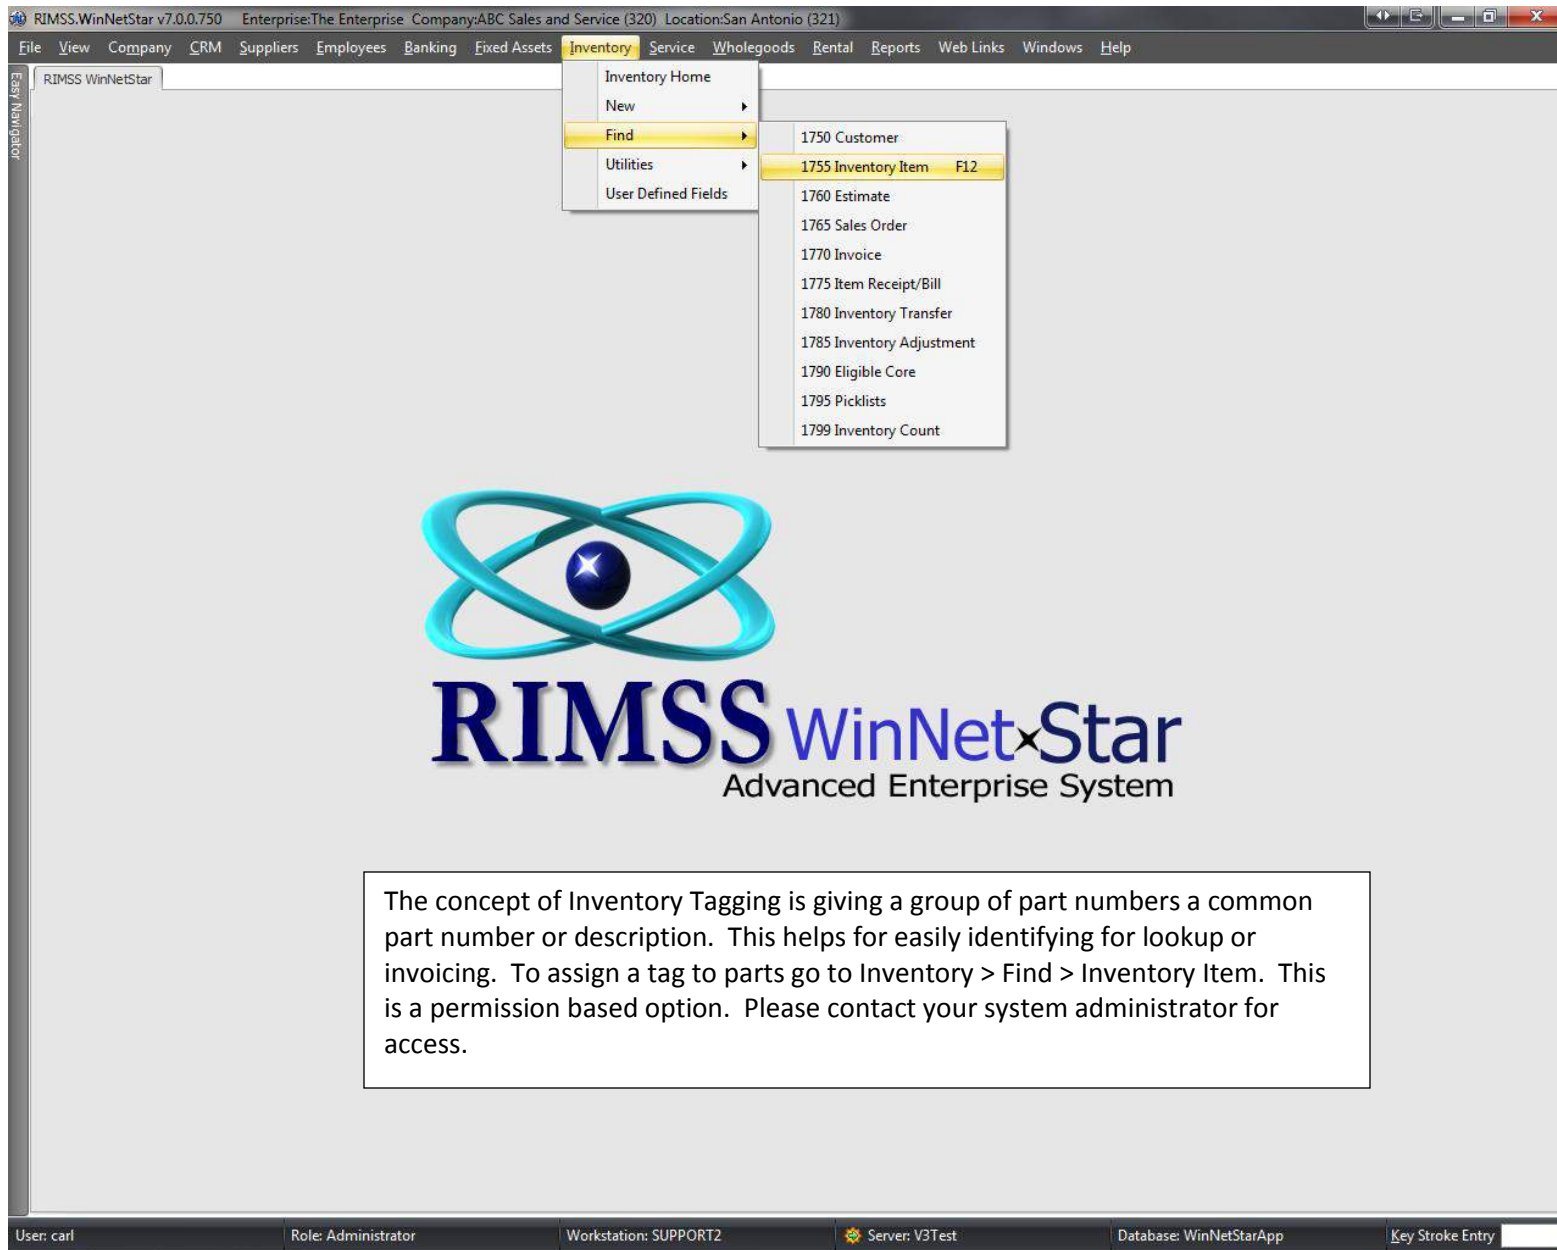 RIMSS.WinNetStar v7.0.0.750 Enterprise:The Enterprise Company:ABC Sales and Service (320) Location:San Antonio (321)
File View Company CRM Suppliers Employees Banking Fixed Assets Inventory Service Wholegoods Rental Reports Web Links Windows Help
Easy Navigator
RIMSS WinNetStar
Inventory Home
New
Find
Utilities
User Defined Fields
1750 Customer
1755 Inventory Item F12
1760 Estimate
1765 Sales Order
1770 Invoice
1775 Item Receipt/Bill
1780 Inventory Transfer
1785 Inventory Adjustment
1790 Eligible Core
1795 Picklists
1799 Inventory Count
RIMSS WinNetStar
Advanced Enterprise System
The concept of Inventory Tagging is giving a group of part numbers a common
part number or description. This helps for easily identifying for lookup or
invoicing. To assign a tag to parts go to Inventory > Find > Inventory Item. This
is a permission based option. Please contact your system administrator for
access.
User: carl Role: Administrator Workstation: SUPPORT2 Server: V3Test Database: WinNetStarApp Key Stroke Entry